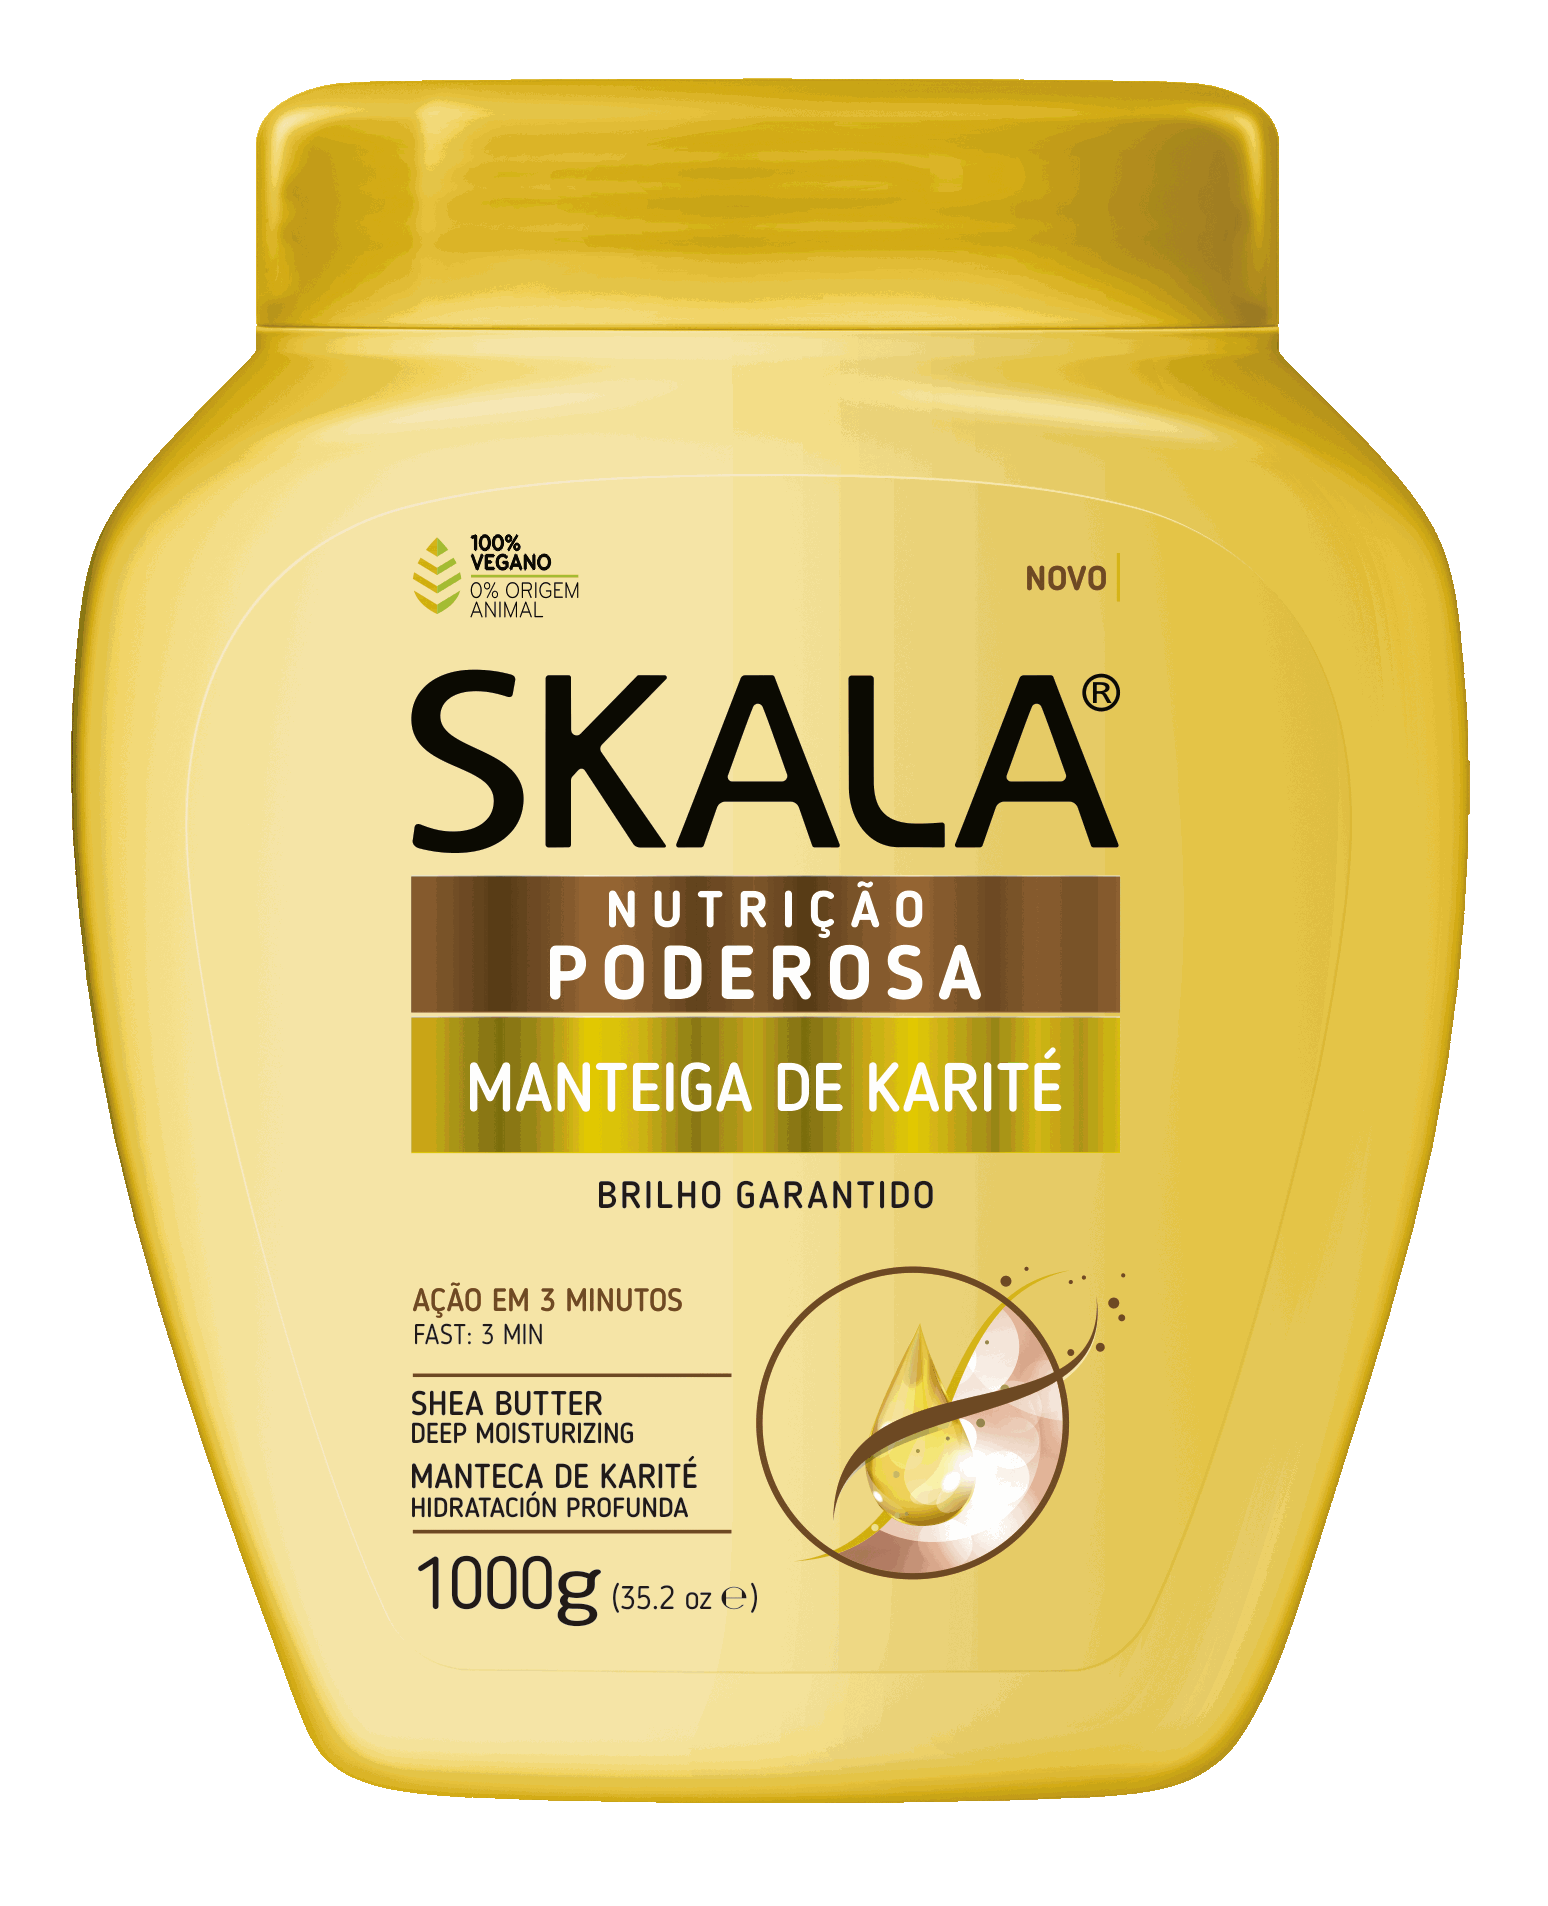 100%
VEGANO
0% ORIGEM
ANIMAL
NOVO
SKALA®
NUTRIÇÃO
PODEROSA
MANTEIGA DE KARITÉ
BRILHO GARANTIDO
AÇÃO EM 3 MINUTOS
FAST: 3 MIN
SHEA BUTTER
DEEP MOISTURIZING
MANTECA DE KARITÉ
HIDRATACIÓN PROFUNDA
1000g (35.2 oz ℮)